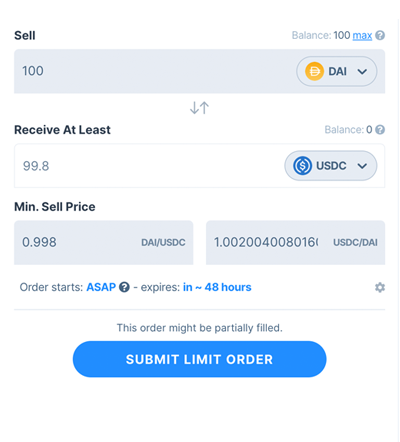 Sell Balance: 100 max ?
100 DAI
Receive At Least Balance: 0 ?
99.8 USDC
Min. Sell Price
0.998 DAI/USDC 1.0020040080160 USDC/DAI
Order starts: ASAP ? - expires: in ~ 48 hours
This order might be partially filled.
SUBMIT LIMIT ORDER